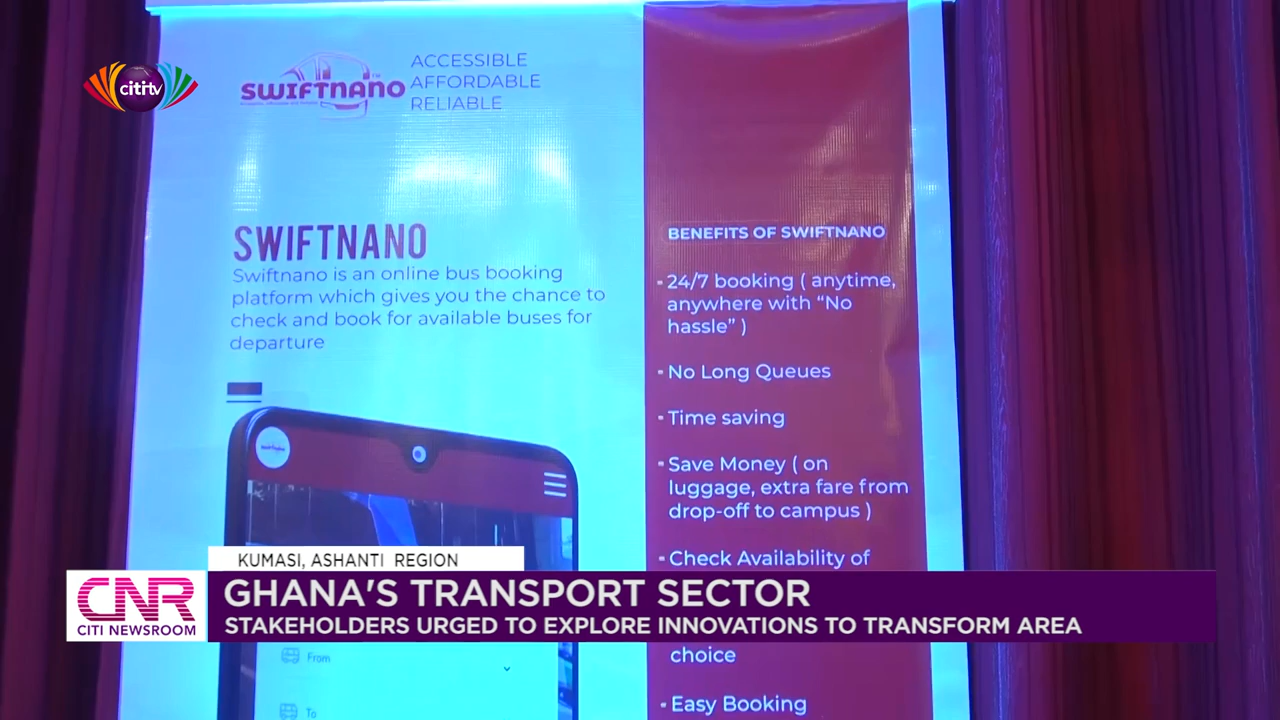 citi tv
SWIFTNANO
ACCESSIBLE
AFFORDABLE
RELIABLE
SWIFTNANO
Swiftnano is an online bus booking
platform which gives you the chance to
check and book for available buses for
departure
BENEFITS OF SWIFTNANO
- 24/7 booking ( anytime,
anywhere with “No
hassle” )
- No Long Queues
- Time saving
- Save Money ( on
luggage, extra fare from
drop-off to campus )
- Check Availability of
choice
- Easy Booking
From
To
KUMASI, ASHANTI REGION
CNR
CITI NEWSROOM
GHANA'S TRANSPORT SECTOR
STAKEHOLDERS URGED TO EXPLORE INNOVATIONS TO TRANSFORM AREA